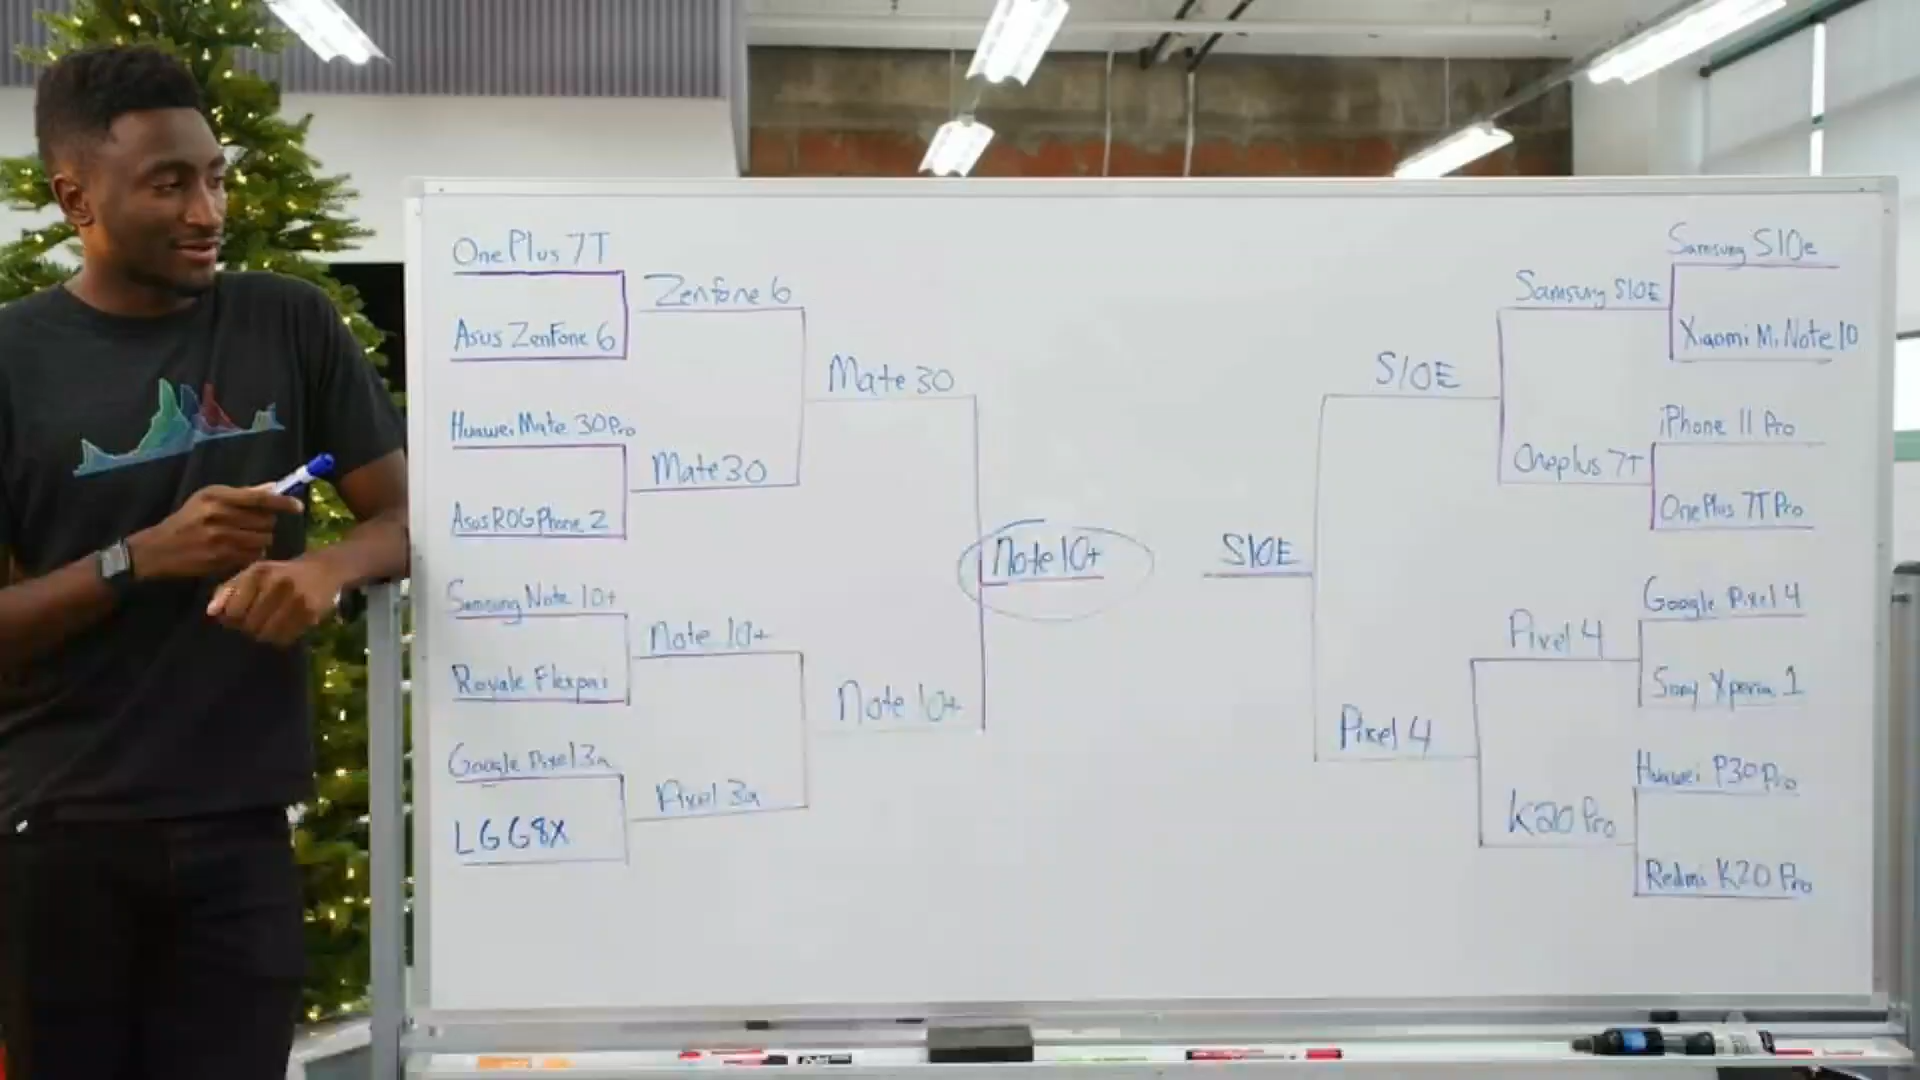 OnePlus 7T
Asus ZenFone 6
Huawei Mate 30Pro
Asus ROG Phone 2
Samsung Note 10+
Royale Flexpai
Google Pixel 3a
LG G8X
Zenfone 6
Mate 30
Note 10+
Pixel 3a
Mate 30
Note 10+
Note 10+
S10E
S10E
Pixel 4
Samsung S10E
Oneplus 7T
Pixel 4
K20 Pro
Samsung S10e
Xiaomi Mi Note 10
iPhone 11 Pro
OnePlus 7T Pro
Google Pixel 4
Sony Xperia 1
Huawei P30 Pro
Redmi K20 Pro